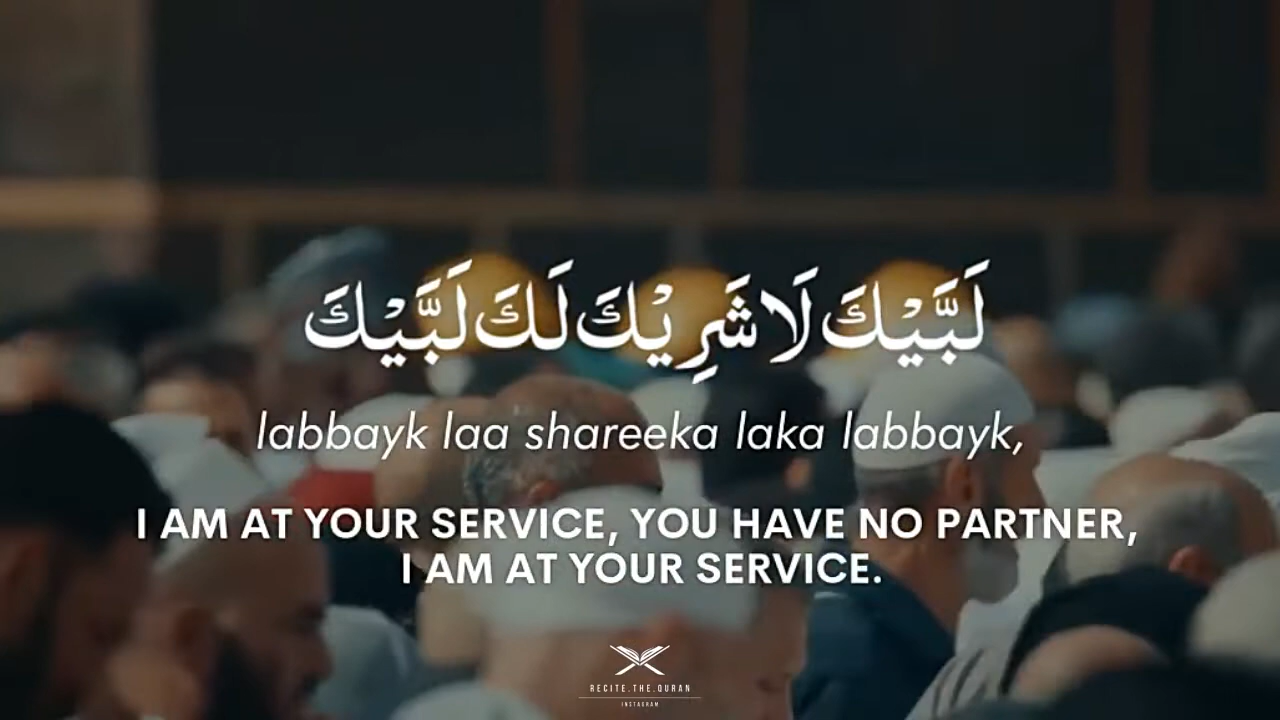 لَبَّيْكَ لَا شَرِيْكَ لَكَ لَبَّيْكَ
labbayk laa shareeka laka labbayk,
I AM AT YOUR SERVICE, YOU HAVE NO PARTNER,
I AM AT YOUR SERVICE.
RECITE.THE.QURAN
INSTAGRAM